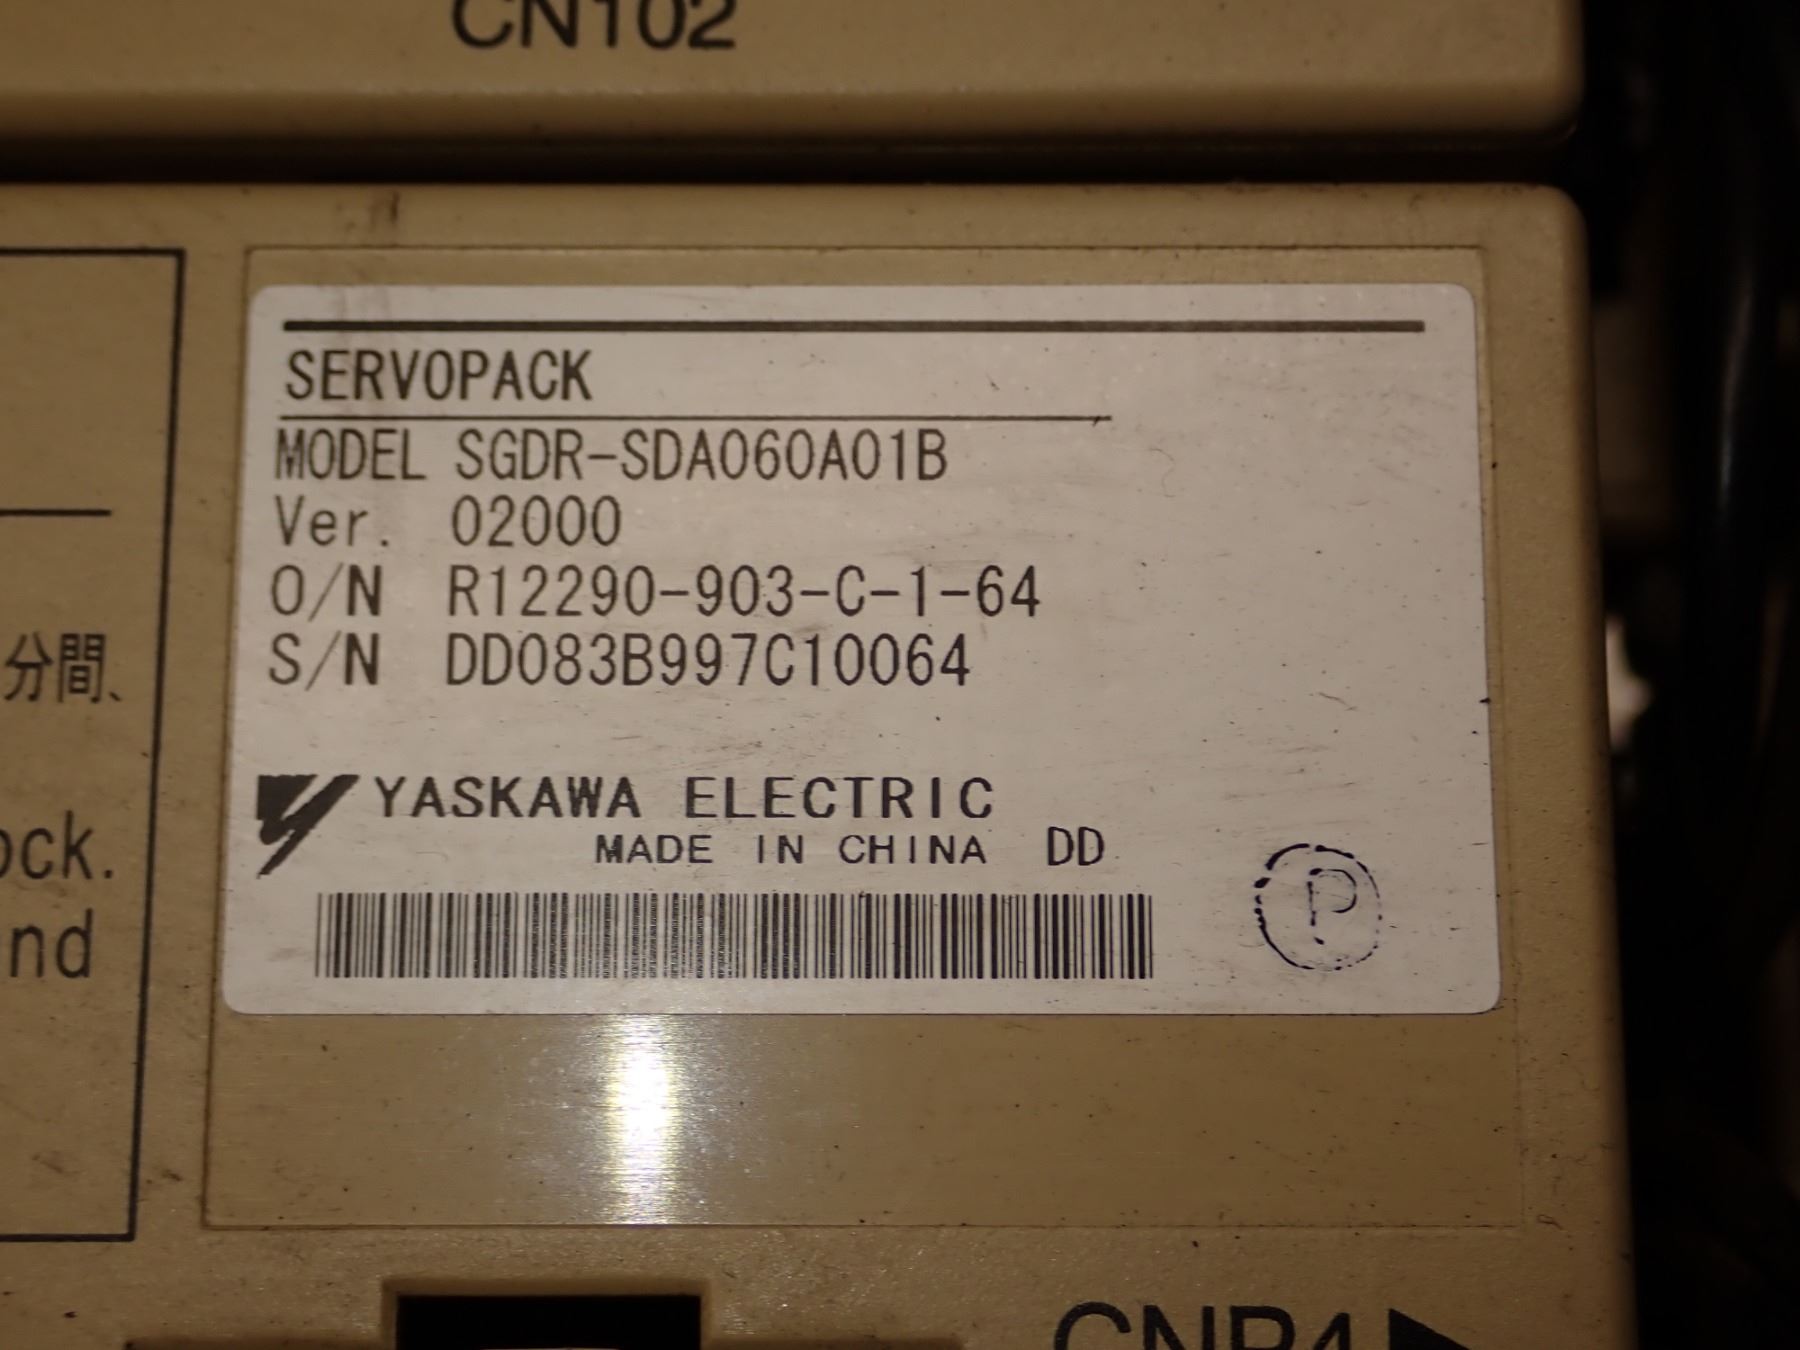 CN102
SERVOPACK
MODEL SGDR-SDA060A01B
Ver. 02000
O/N R12290-903-C-1-64
S/N DD083B997C10064
分間、
ock.
nd
YASKAWA ELECTRIC
MADE IN CHINA DD
P
CNP4